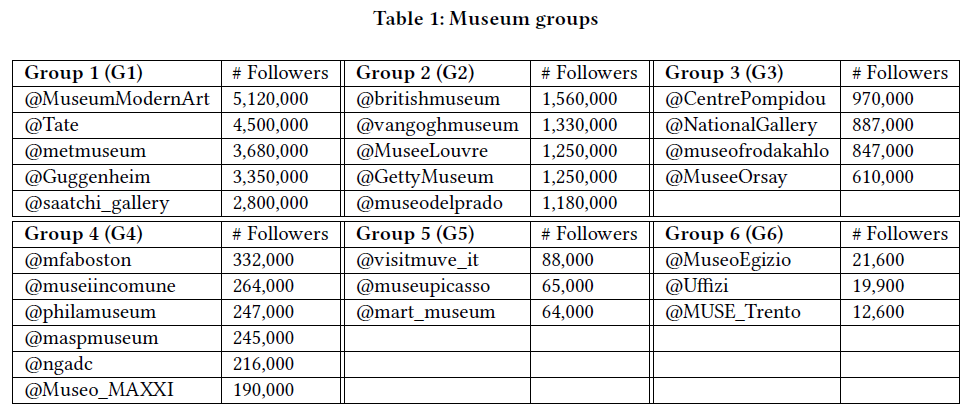 Table 1: Museum groups
Group 1 (G1) # Followers Group 2 (G2) # Followers Group 3 (G3) # Followers
@MuseumModernArt 5,120,000 @britishmuseum 1,560,000 @CentrePompidou 970,000
@Tate 4,500,000 @vangoghmuseum 1,330,000 @NationalGallery 887,000
@metmuseum 3,680,000 @MuseeLouvre 1,250,000 @museofrodakahlo 847,000
@Guggenheim 3,350,000 @GettyMuseum 1,250,000 @MuseeOrsay 610,000
@saatchi_gallery 2,800,000 @museodelprado 1,180,000
Group 4 (G4) # Followers Group 5 (G5) # Followers Group 6 (G6) # Followers
@mfaboston 332,000 @visitmuve_it 88,000 @MuseoEgizio 21,600
@museiincomune 264,000 @museupicasso 65,000 @Uffizi 19,900
@philamuseum 247,000 @mart_museum 64,000 @MUSE_Trento 12,600
@maspmuseum 245,000
@ngadc 216,000
@Museo_MAXXI 190,000